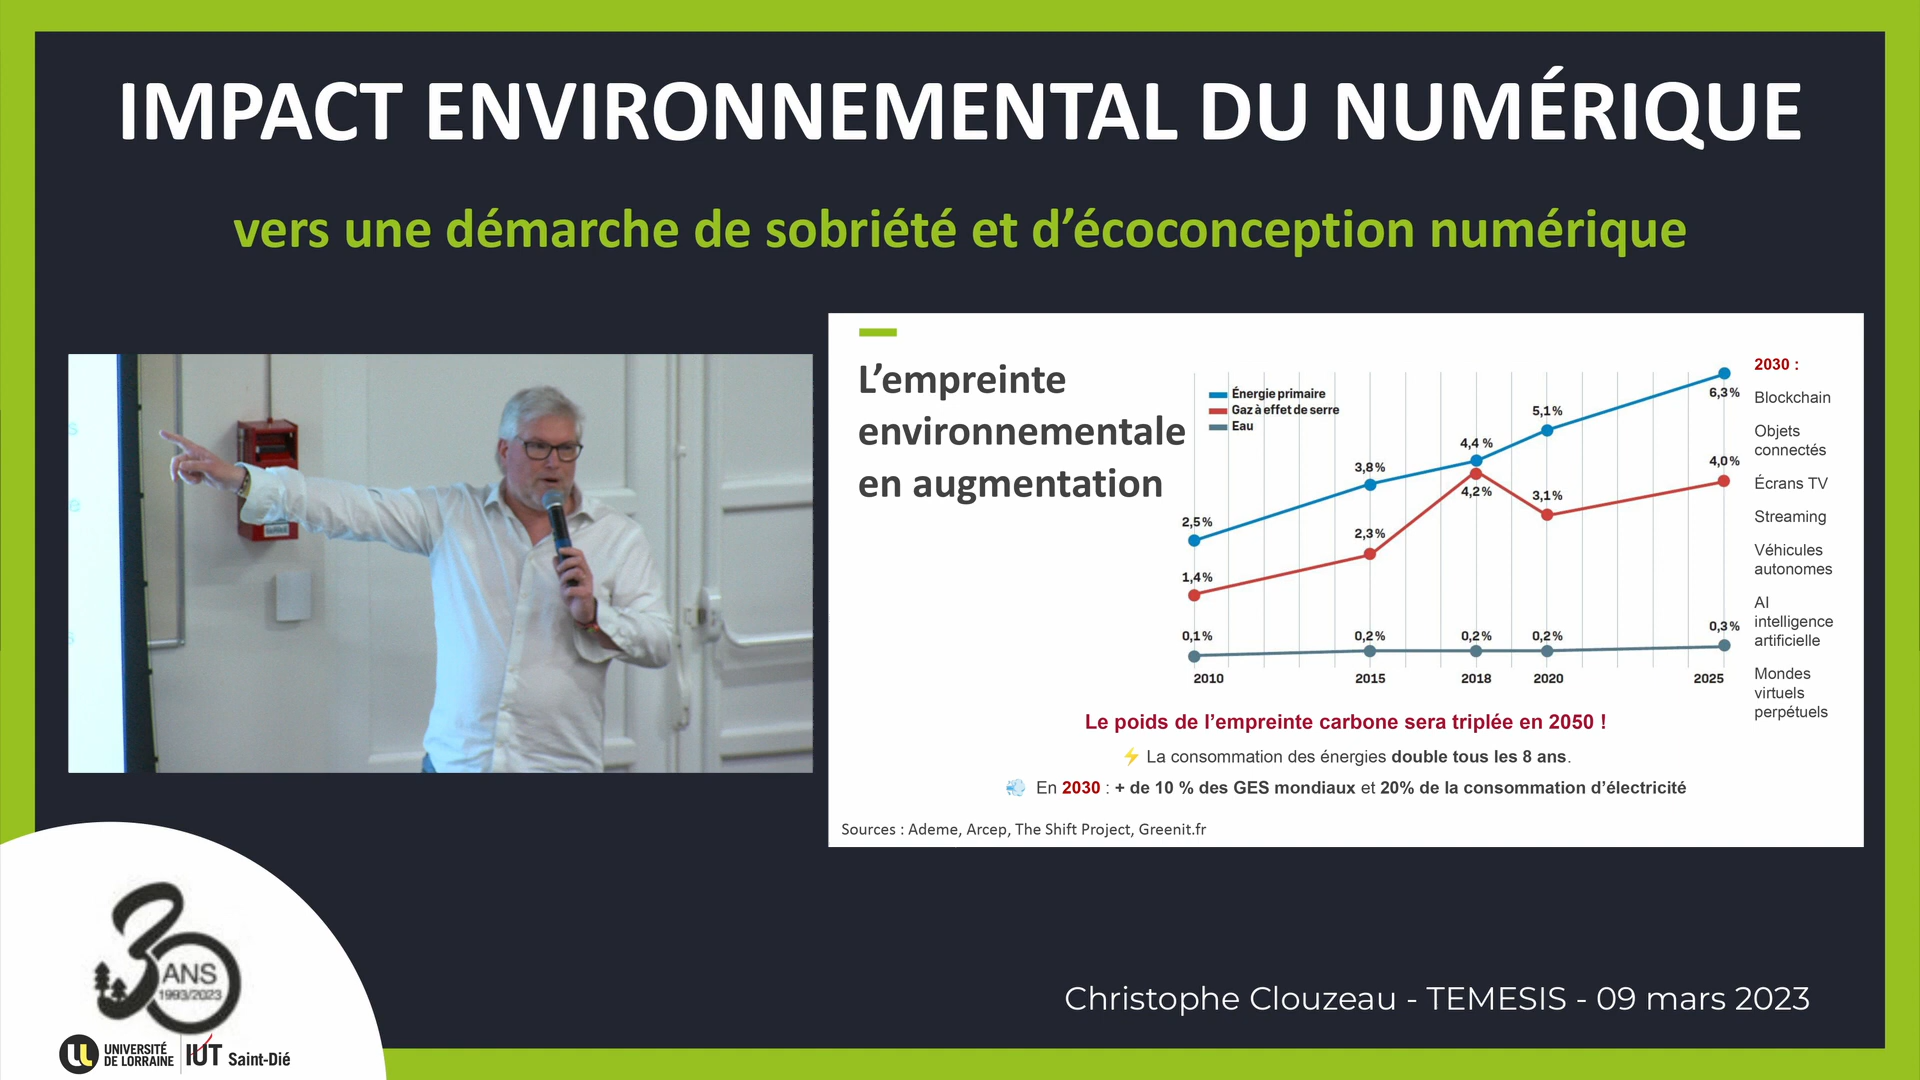 IMPACT ENVIRONNEMENTAL DU NUMÉRIQUE
vers une démarche de sobriété et d’écoconception numérique
L’empreinte
environnementale
en augmentation
Énergie primaire
Gaz à effet de serre
Eau
2,5%
3,8%
4,4 %
5,1%
6,3%
1,4%
2,3%
4,2%
3,1%
4,0%
0,1%
0,2%
0,2%
0,2%
0,3%
2010
2015
2018
2020
2025
2030 :
Blockchain
Objets
connectés
Écrans TV
Streaming
Véhicules
autonomes
AI
intelligence
artificielle
Mondes
virtuels
perpétuels
Le poids de l’empreinte carbone sera triplée en 2050 !
⚡ La consommation des énergies double tous les 8 ans.
💨 En 2030 : + de 10 % des GES mondiaux et 20% de la consommation d’électricité
Sources : Ademe, Arcep, The Shift Project, Greenit.fr
30
ANS
1993/2023
UNIVERSITÉ
DE LORRAINE
IUT Saint-Dié
Christophe Clouzeau - TEMESIS - 09 mars 2023